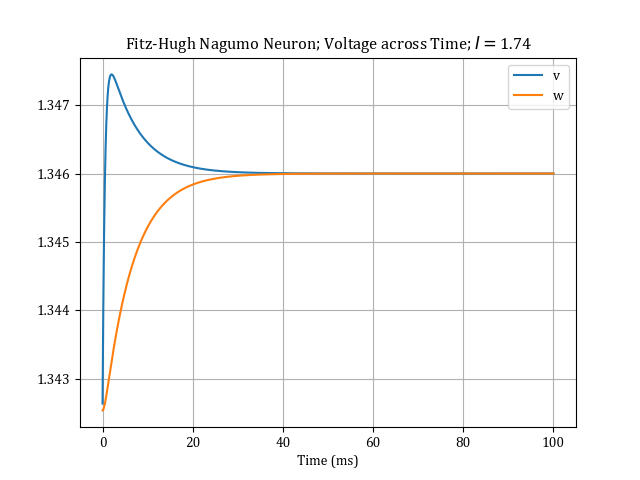 Fitz-Hugh Nagumo Neuron; Voltage across Time; I = 1.74
v
w
1.347
1.346
1.345
1.344
1.343
0 20 40 60 80 100
Time (ms)